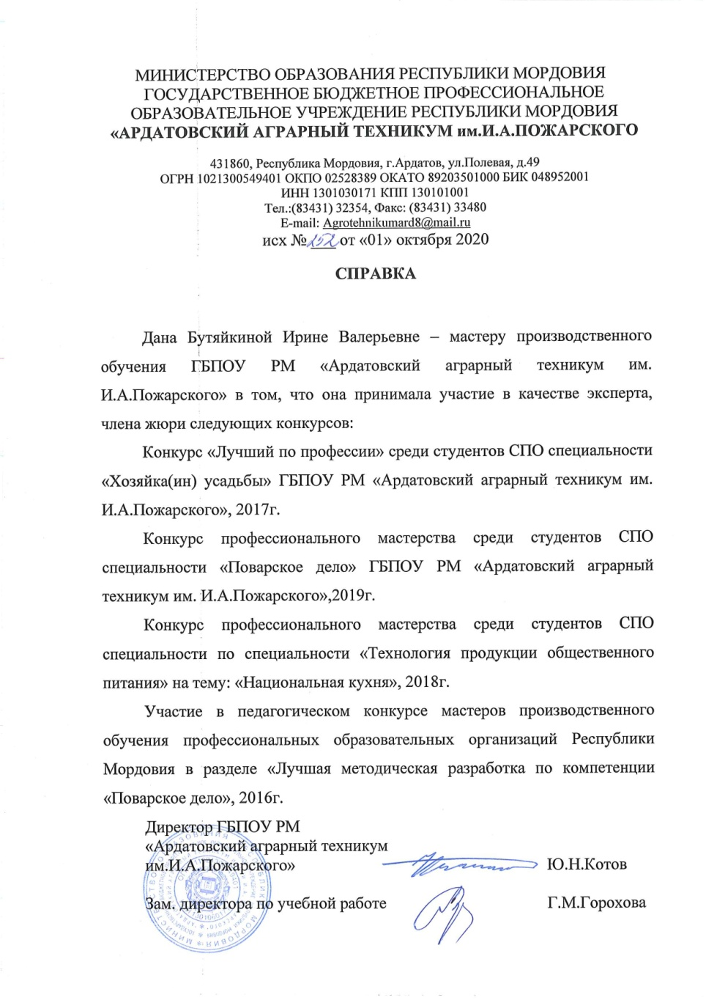 МИНИСТЕРСТВО ОБРАЗОВАНИЯ РЕСПУБЛИКИ МОРДОВИЯ
ГОСУДАРСТВЕННОЕ БЮДЖЕТНОЕ ПРОФЕССИОНАЛЬНОЕ
ОБРАЗОВАТЕЛЬНОЕ УЧРЕЖДЕНИЕ РЕСПУБЛИКИ МОРДОВИЯ
«АРДАТОВСКИЙ АГРАРНЫЙ ТЕХНИКУМ им.И.А.ПОЖАРСКОГО
431860, Республика Мордовия, г.Ардатов, ул.Полевая, д.49
ОГРН 1021300549401 ОКПО 02528389 ОКАТО 89203501000 БИК 048952001
ИНН 1301030171 КПП 130101001
Тел.:(83431) 32354, Факс: (83431) 33480
E-mail: Agrotehnikumard8@mail.ru
исх № 252 от «01» октября 2020
СПРАВКА
Дана Бутяйкиной Ирине Валерьевне – мастеру производственного
обучения ГБПОУ РМ «Ардатовский аграрный техникум им.
И.А.Пожарского» в том, что она принимала участие в качестве эксперта,
члена жюри следующих конкурсов:
Конкурс «Лучший по профессии» среди студентов СПО специальности
«Хозяйка(ин) усадьбы» ГБПОУ РМ «Ардатовский аграрный техникум им.
И.А.Пожарского», 2017г.
Конкурс профессионального мастерства среди студентов СПО
специальности «Поварское дело» ГБПОУ РМ «Ардатовский аграрный
техникум им. И.А.Пожарского»,2019г.
Конкурс профессионального мастерства среди студентов СПО
специальности по специальности «Технология продукции общественного
питания» на тему: «Национальная кухня», 2018г.
Участие в педагогическом конкурсе мастеров производственного
обучения профессиональных образовательных организаций Республики
Мордовия в разделе «Лучшая методическая разработка по компетенции
«Поварское дело», 2016г.
Директор ГБПОУ РМ
«Ардатовский аграрный техникум
им.И.А.Пожарского» Ю.Н.Котов
Зам. директора по учебной работе Г.М.Горохова